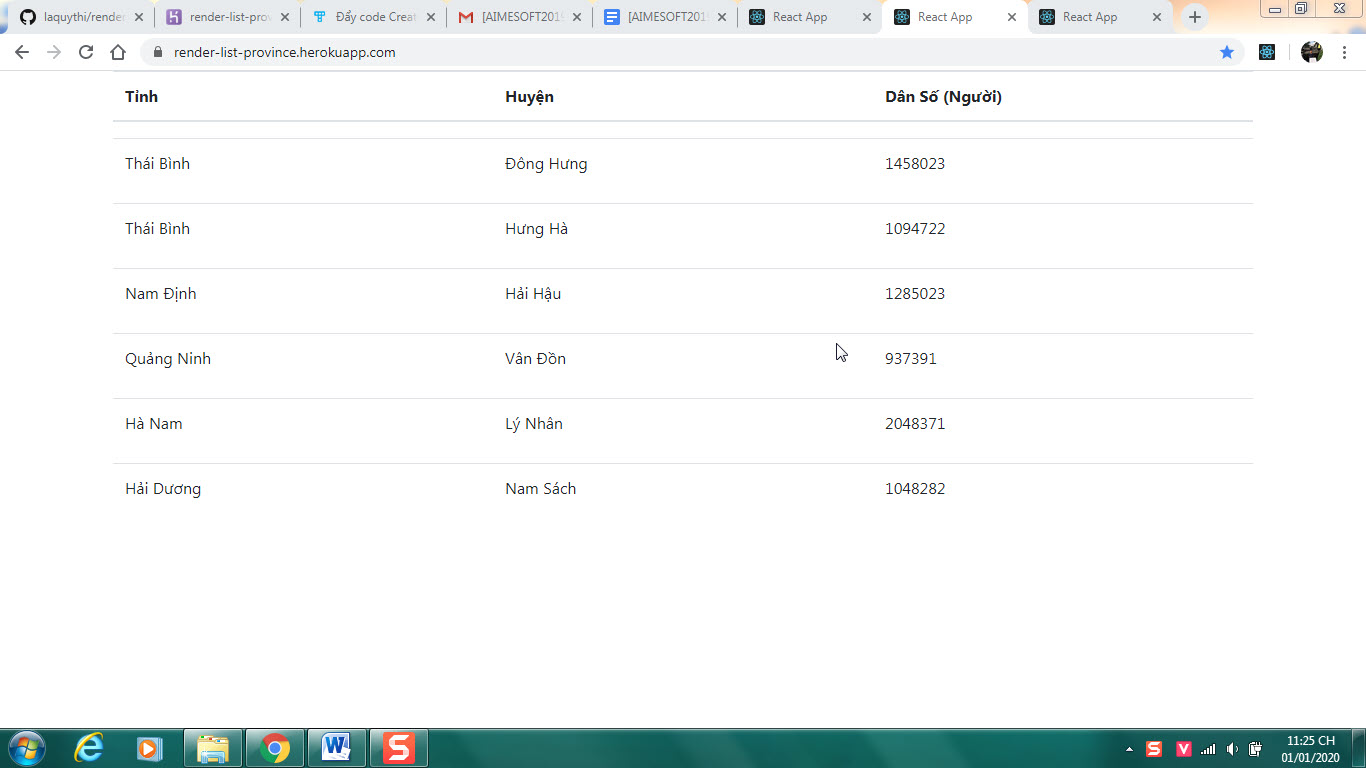 laquythi/render
render-list-prov
Đẩy code Creat
[AIMESOFT2019
[AIMESOFT201
React App
React App
React App
render-list-province.herokuapp.com
Tỉnh Huyện Dân Số (Người)
Thái Bình Đông Hưng 1458023
Thái Bình Hưng Hà 1094722
Nam Định Hải Hậu 1285023
Quảng Ninh Vân Đồn 937391
Hà Nam Lý Nhân 2048371
Hải Dương Nam Sách 1048282
11:25 CH
01/01/2020